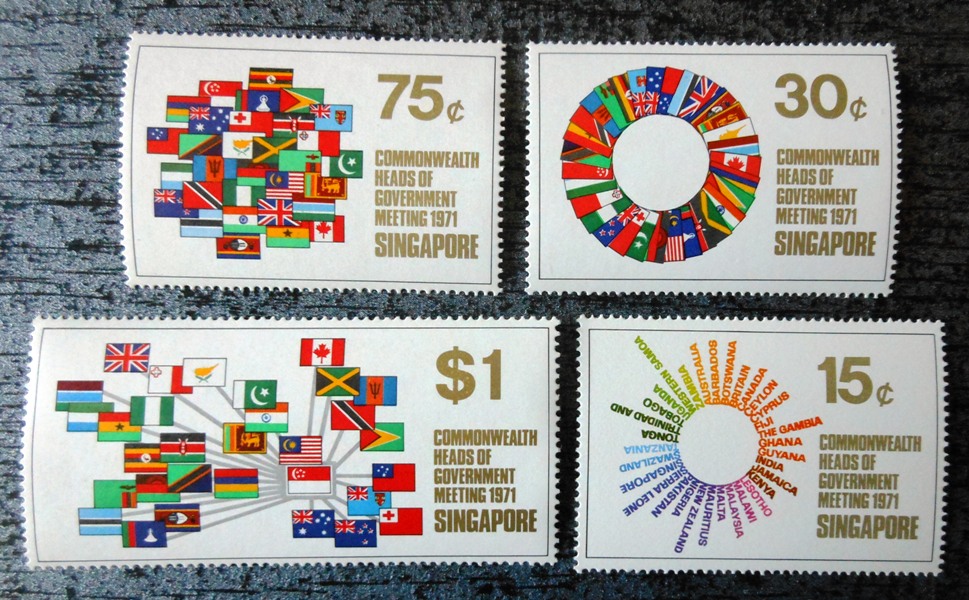 75¢
COMMONWEALTH
HEADS OF
GOVERNMENT
MEETING 1971
SINGAPORE
30¢
COMMONWEALTH
HEADS OF
GOVERNMENT
MEETING 1971
SINGAPORE
$1
COMMONWEALTH
HEADS OF
GOVERNMENT
MEETING 1971
SINGAPORE
15¢
COMMONWEALTH
HEADS OF
GOVERNMENT
MEETING 1971
SINGAPORE
AUSTRALIA
BARBADOS
BOTSWANA
BRITAIN
CANADA
CEYLON
CYPRUS
FIJI
THE GAMBIA
GHANA
GUYANA
INDIA
JAMAICA
KENYA
LESOTHO
MALAWI
MALAYSIA
MALTA
MAURITIUS
NEW ZEALAND
NIGERIA
PAKISTAN
SIERRA LEONE
SINGAPORE
SWAZILAND
TANZANIA
TONGA
TRINIDAD AND
TOBAGO
UGANDA
WESTERN SAMOA
ZAMBIA